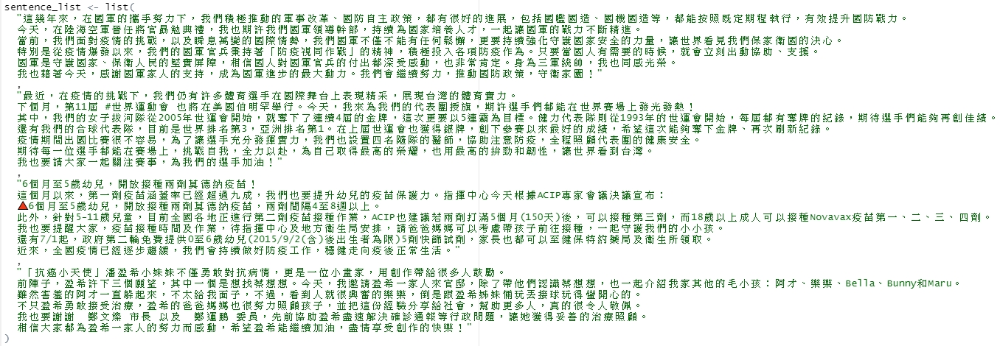 sentence_list <- list(
"這幾年來，在國軍的攜手努力下，我們積極推動的軍事改革、國防自主政策，都有很好的進展，包括國艦國造、國機國造等，都能按照既定期程執行，有效提升國防戰力。
今天，在陸海空軍晉任將官最勉典禮，我也期許我們國軍領導幹部，持續為國家培養人才，一起讓國軍的戰力不斷精進。
當前，我們面對疫情的挑戰，以及瞬息萬變的國際情勢，我們國軍不僅不能有任何鬆懈，更要持續強化守護國家安全的力量，讓世界看見我們保家衛國的決心。
特別是從疫情爆發以來，我們的國軍官兵秉持著「防疫視同作戰」的精神，積極投入各項防疫作為。只要當國人有需要的時候，就會立刻出動協助、支援。
國軍是守護國家、保衛人民的堅實屏障，相信國人對國軍官兵的付出都深受感動，也非常肯定。身為三軍統帥，我也同感光榮。
我也藉著今天，感謝國軍家人的支持，成為國軍進步的最大動力。我們會繼續努力，推動國防政策，守衛家園！"
,
"最近，在疫情的挑戰下，我們仍有許多體育選手在國際舞台上表現精采，展現台灣的體育實力。
下個月，第11屆 #世界運動會 也將在美國伯明罕舉行。今天，我來為我們的代表團授旗，期許選手們都能在世界賽場上發光發熱！
其中，我們的女子拔河隊從2005年世運會開始，就奪下了連續4屆的金牌，這次更要以5連霸為目標。健力代表隊則從1993年的世運會開始，每屆都有奪牌的紀錄，期待選手們能夠再創佳績。
還有我們的合球代表隊，目前是世界排名第3，亞洲排名第1。在上屆世運會也獲得銀牌，創下參賽以來最好的成績，希望這次能夠奪下金牌、再次刷新紀錄。
疫情期間出國比賽很不容易，為了讓選手充分發揮實力，我們也設置四名隨隊的醫師，協助注意防疫，全程照顧代表團的健康安全。
期待每一位選手都能在賽場上，挑戰自我，全力以赴，為自己取得最高的榮耀，也用最高的拚勁和韌性，讓世界看到台灣。
我也要請大家一起關注賽事，為我們的選手加油！"
,
"6個月至5歲幼兒，開放接種兩劑莫德納疫苗！
這個月以來，第一劑疫苗涵蓋率已經超過九成，我們也要提升幼兒的疫苗保護力。指揮中心今天根據ACIP專家會議決議宣布：
🔺6個月至5歲幼兒，開放接種兩劑莫德納疫苗，兩劑間隔4至8週以上。
此外，針對5-11歲兒童，目前全國各地正進行第二劑疫苗接種作業，ACIP也建議若兩劑打滿5個月(150天)後，可以接種第三劑，而18歲以上成人可以接種Novavax疫苗第一、二、三、四劑。
我也要提醒大家，疫苗接種時間及作業，待指揮中心及地方衛生局安排，請爸爸媽媽可以考慮帶孩子前往接種，一起守護我們的小小孩。
還有7/1起，政府第二輪免費提供0至6歲幼兒(2015/9/2(含)後出生者為限)5劑快篩試劑，家長也都可以至健保特約藥局及衛生所領取。
近來，全國疫情已經逐步趨緩，我們會持續做好防疫工作，穩健走向疫後正常生活。"
,
"「抗癌小天使」潘盈希小妹妹不僅勇敢對抗病情，更是一位小畫家，用創作帶給很多人鼓勵。
前陣子，盈希許下三個願望，其中一個是想找蔡想想。今天，我邀請盈希一家人來官邸，除了帶他們認識蔡想想，也一起介紹我家其他的毛小孩：阿才、樂樂、Bella、Bunny和Maru。
雖然害羞的阿才一直躲起來，不太給我面子，不過，看到人就很興奮的樂樂，倒是跟盈希姊妹倆玩丟接球玩得蠻開心的。
不只盈希勇敢接受治療，盈希的爸爸媽媽也很努力照顧孩子，並把這份經驗分享給社會，幫助更多人，真的很令人敬佩。
我也要謝謝 鄭文燦 市長 以及 鄭運鵬 委員，先前協助盈希盡速解決確診通報等行政問題，讓她獲得妥善的治療照顧。
相信大家都為盈希一家人的努力而感動，希望盈希能繼續加油，盡情享受創作的快樂！"
)